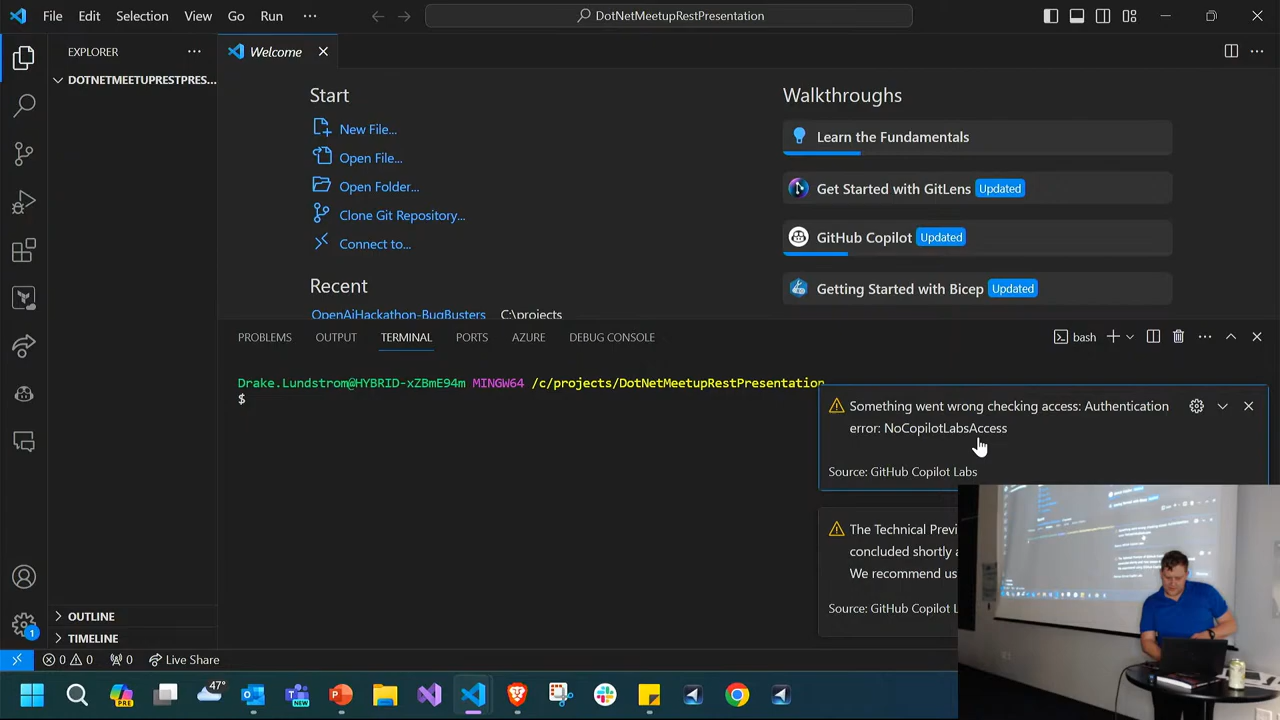 File Edit Selection View Go Run ··· DotNetMeetupRestPresentation
EXPLORER ···
DOTNETMEETUPRESTPRES...
Welcome
Start
New File...
Open File...
Open Folder...
Clone Git Repository...
Connect to...
Recent
OpenAiHackathon-BugBusters C:\projects
Walkthroughs
Learn the Fundamentals
Get Started with GitLens Updated
GitHub Copilot Updated
Getting Started with Bicep Updated
PROBLEMS OUTPUT TERMINAL PORTS AZURE DEBUG CONSOLE
bash
Drake.Lundstrom@HYBRID-xZBmE94m MINGW64 /c/projects/DotNetMeetupRestPresentation
$
Something went wrong checking access: Authentication
error: NoCopilotLabsAccess
Source: GitHub Copilot Labs
The Technical Previ
concluded shortly a
We recommend us
Source: GitHub Copilot L
OUTLINE
TIMELINE
1
0 0 0 Live Share
PRE
47°
NEW